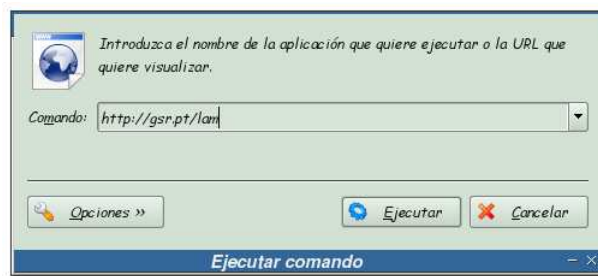 Introduzca el nombre de la aplicación que quiere ejecutar o la URL que
quiere visualizar.
Comando: http://gsr.pt/lam
Opciones »
Ejecutar
Cancelar
Ejecutar comando